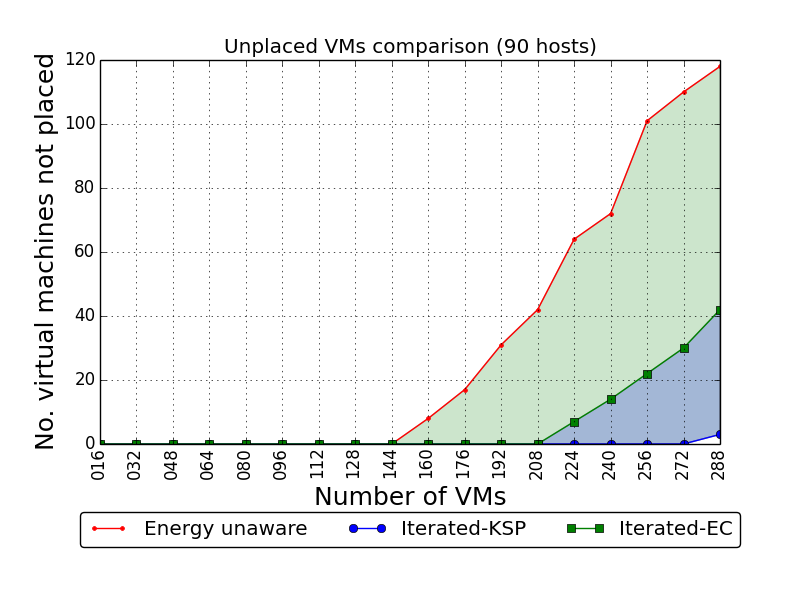 Unplaced VMs comparison (90 hosts)
No. virtual machines not placed
120
100
80
60
40
20
0
016 032 048 064 080 096 112 128 144 160 176 192 208 224 240 256 272 288
Number of VMs
Energy unaware Iterated-KSP Iterated-EC